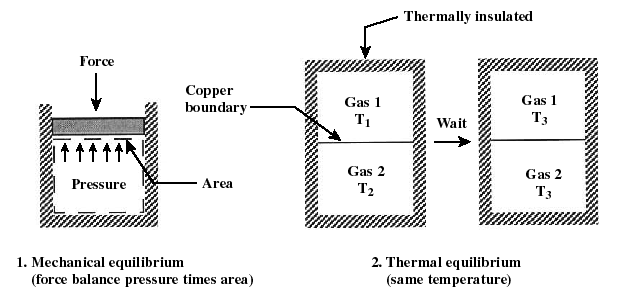 Thermally insulated
Force
Copper
boundary
Gas 1
T1
Gas 2
T2
Wait
Gas 1
T3
Gas 2
T3
Pressure
Area
1. Mechanical equilibrium
(force balance pressure times area)
2. Thermal equilibrium
(same temperature)